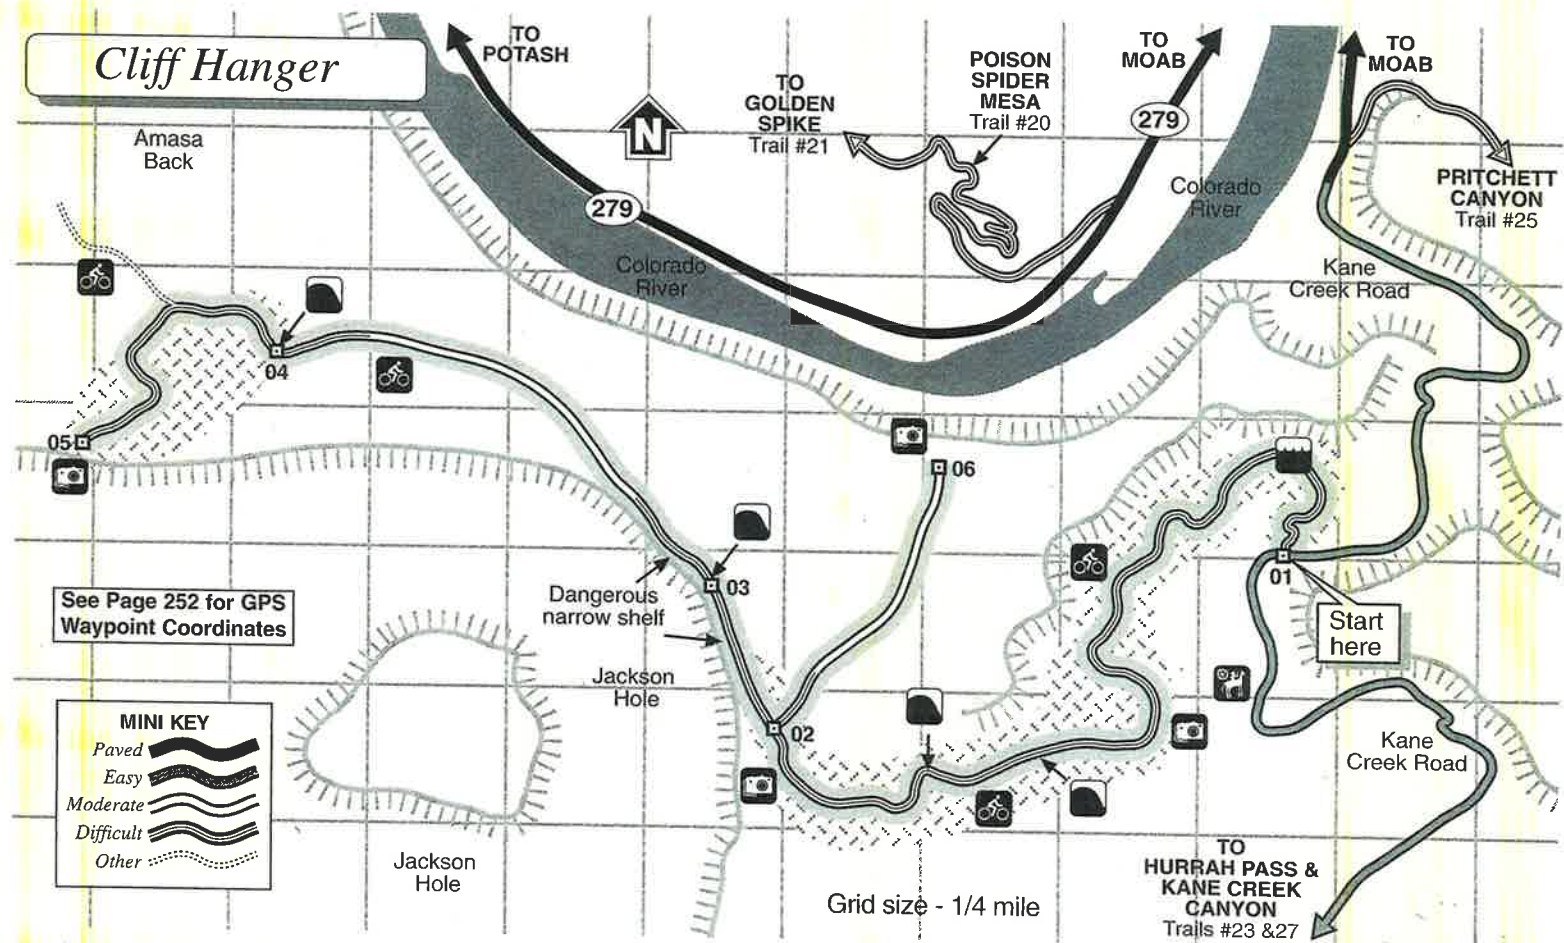 Cliff Hanger
TO
POTASH
TO
GOLDEN
SPIKE
Trail #21
POISON
SPIDER
MESA
Trail #20
TO
MOAB
TO
MOAB
Amasa
Back
N
279
279
Colorado
River
Colorado
River
PRITCHETT
CANYON
Trail #25
Kane
Creek Road
04
05
06
03
01
02
Start
here
Dangerous
narrow shelf
See Page 252 for GPS
Waypoint Coordinates
Jackson
Hole
MINI KEY
Paved
Easy
Moderate
Difficult
Other
Jackson
Hole
Kane
Creek Road
Grid size - 1/4 mile
TO
HURRAH PASS &
KANE CREEK
CANYON
Trails #23 &27